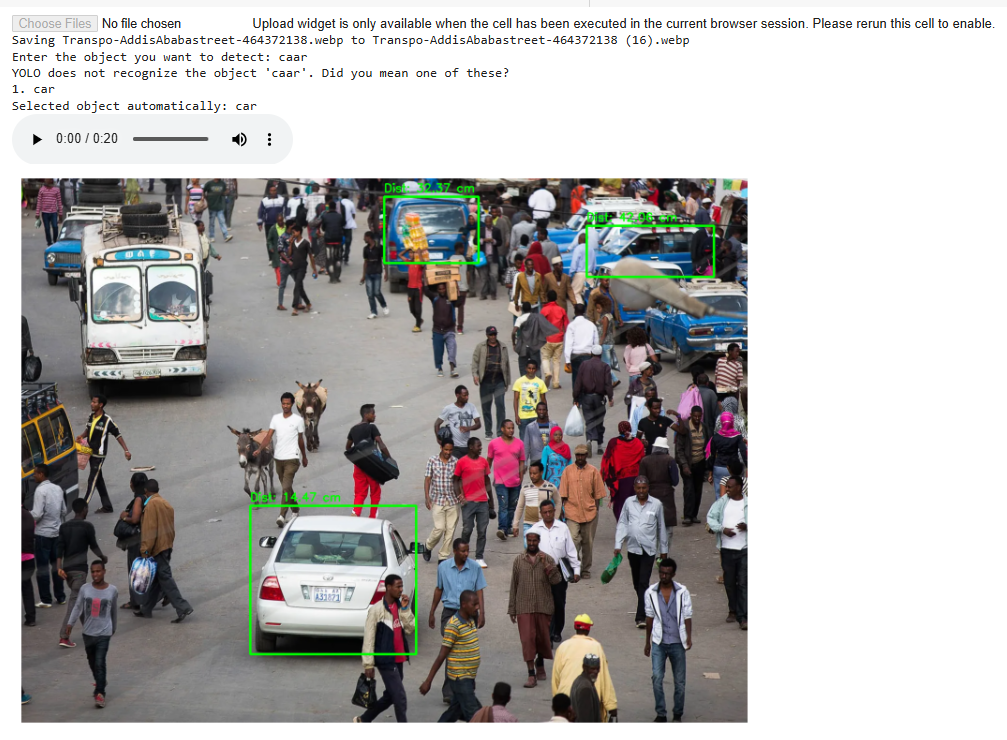 Choose Files No file chosen Upload widget is only available when the cell has been executed in the current browser session. Please rerun this cell to enable.
Saving Transpo-AddisAbabastreet-464372138.webp to Transpo-AddisAbabastreet-464372138 (16).webp
Enter the object you want to detect: caar
YOLO does not recognize the object 'caar'. Did you mean one of these?
1. car
Selected object automatically: car
0:00 / 0:20
cm
Dist: cm
Dist: 14.47 cm